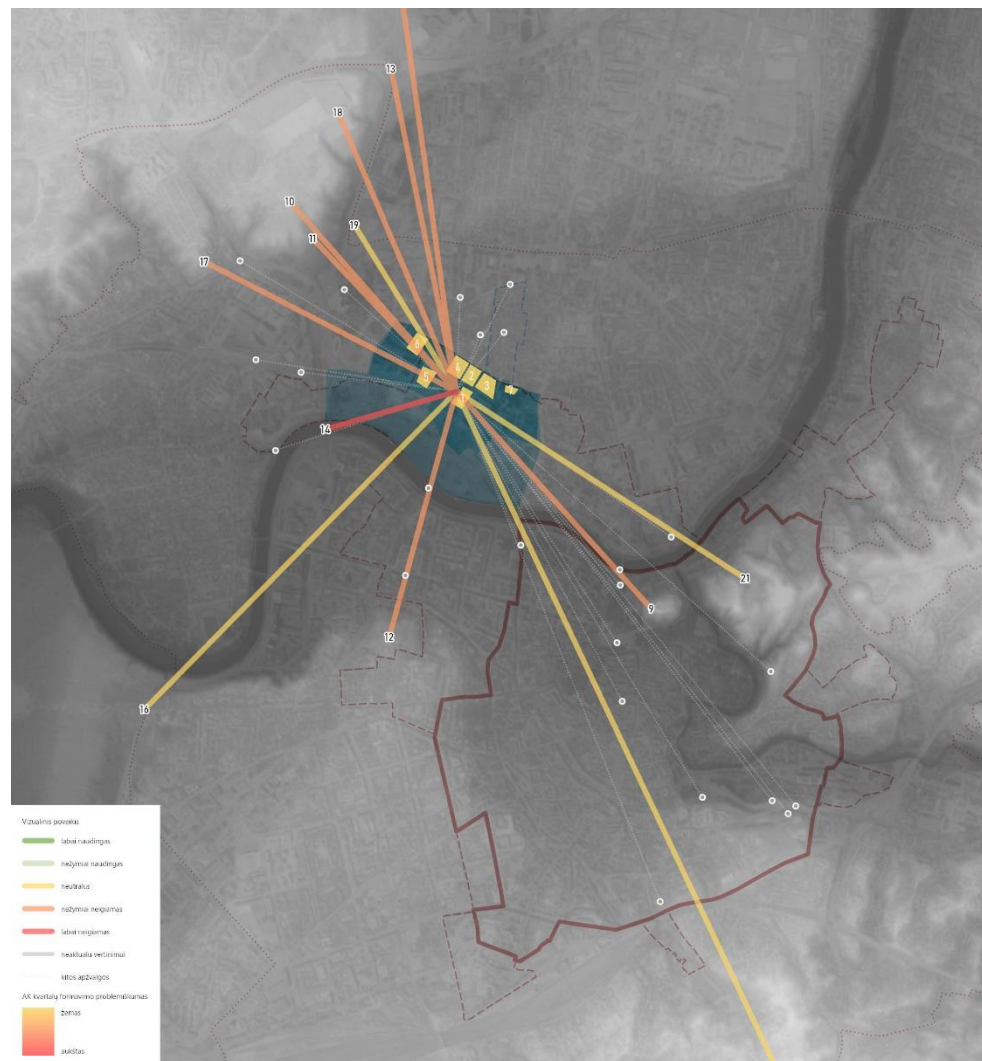 13
18
10
19
11
17
6
4
2
5
3
14
21
9
12
16
Vizualinis poveikis
labai naudingas
nežymiai naudingas
neutralus
nežymiai neigiamas
labai neigiamas
neaktualu vertinimui
kitos apžvalgos
AK kvartalų formavimo problemiškumas
žemas
aukštas